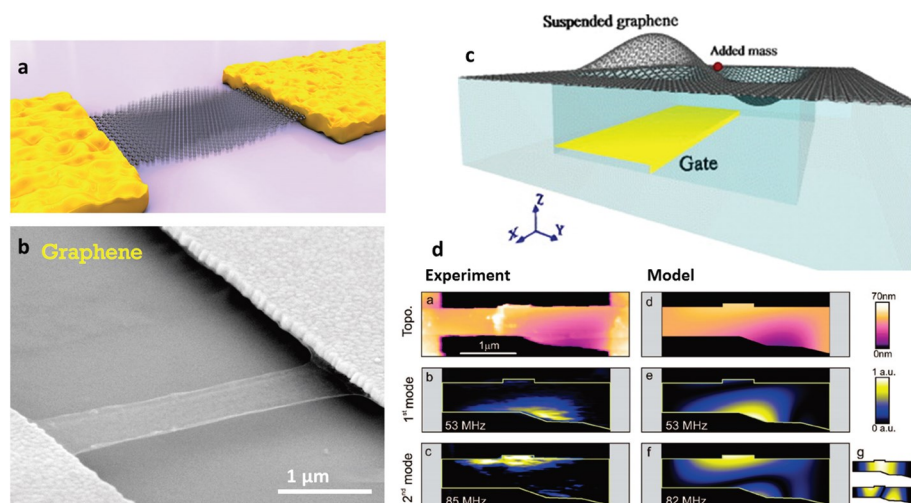 a
b
Graphene
1 μm
c
Suspended graphene
Added mass
Gate
Z
X
Y
d
Experiment
Model
Topo.
a
1μm
d
70nm
0nm
1st mode
b
53 MHz
e
53 MHz
1 a.u.
0 a.u.
2nd mode
c
85 MHz
f
82 MHz
g